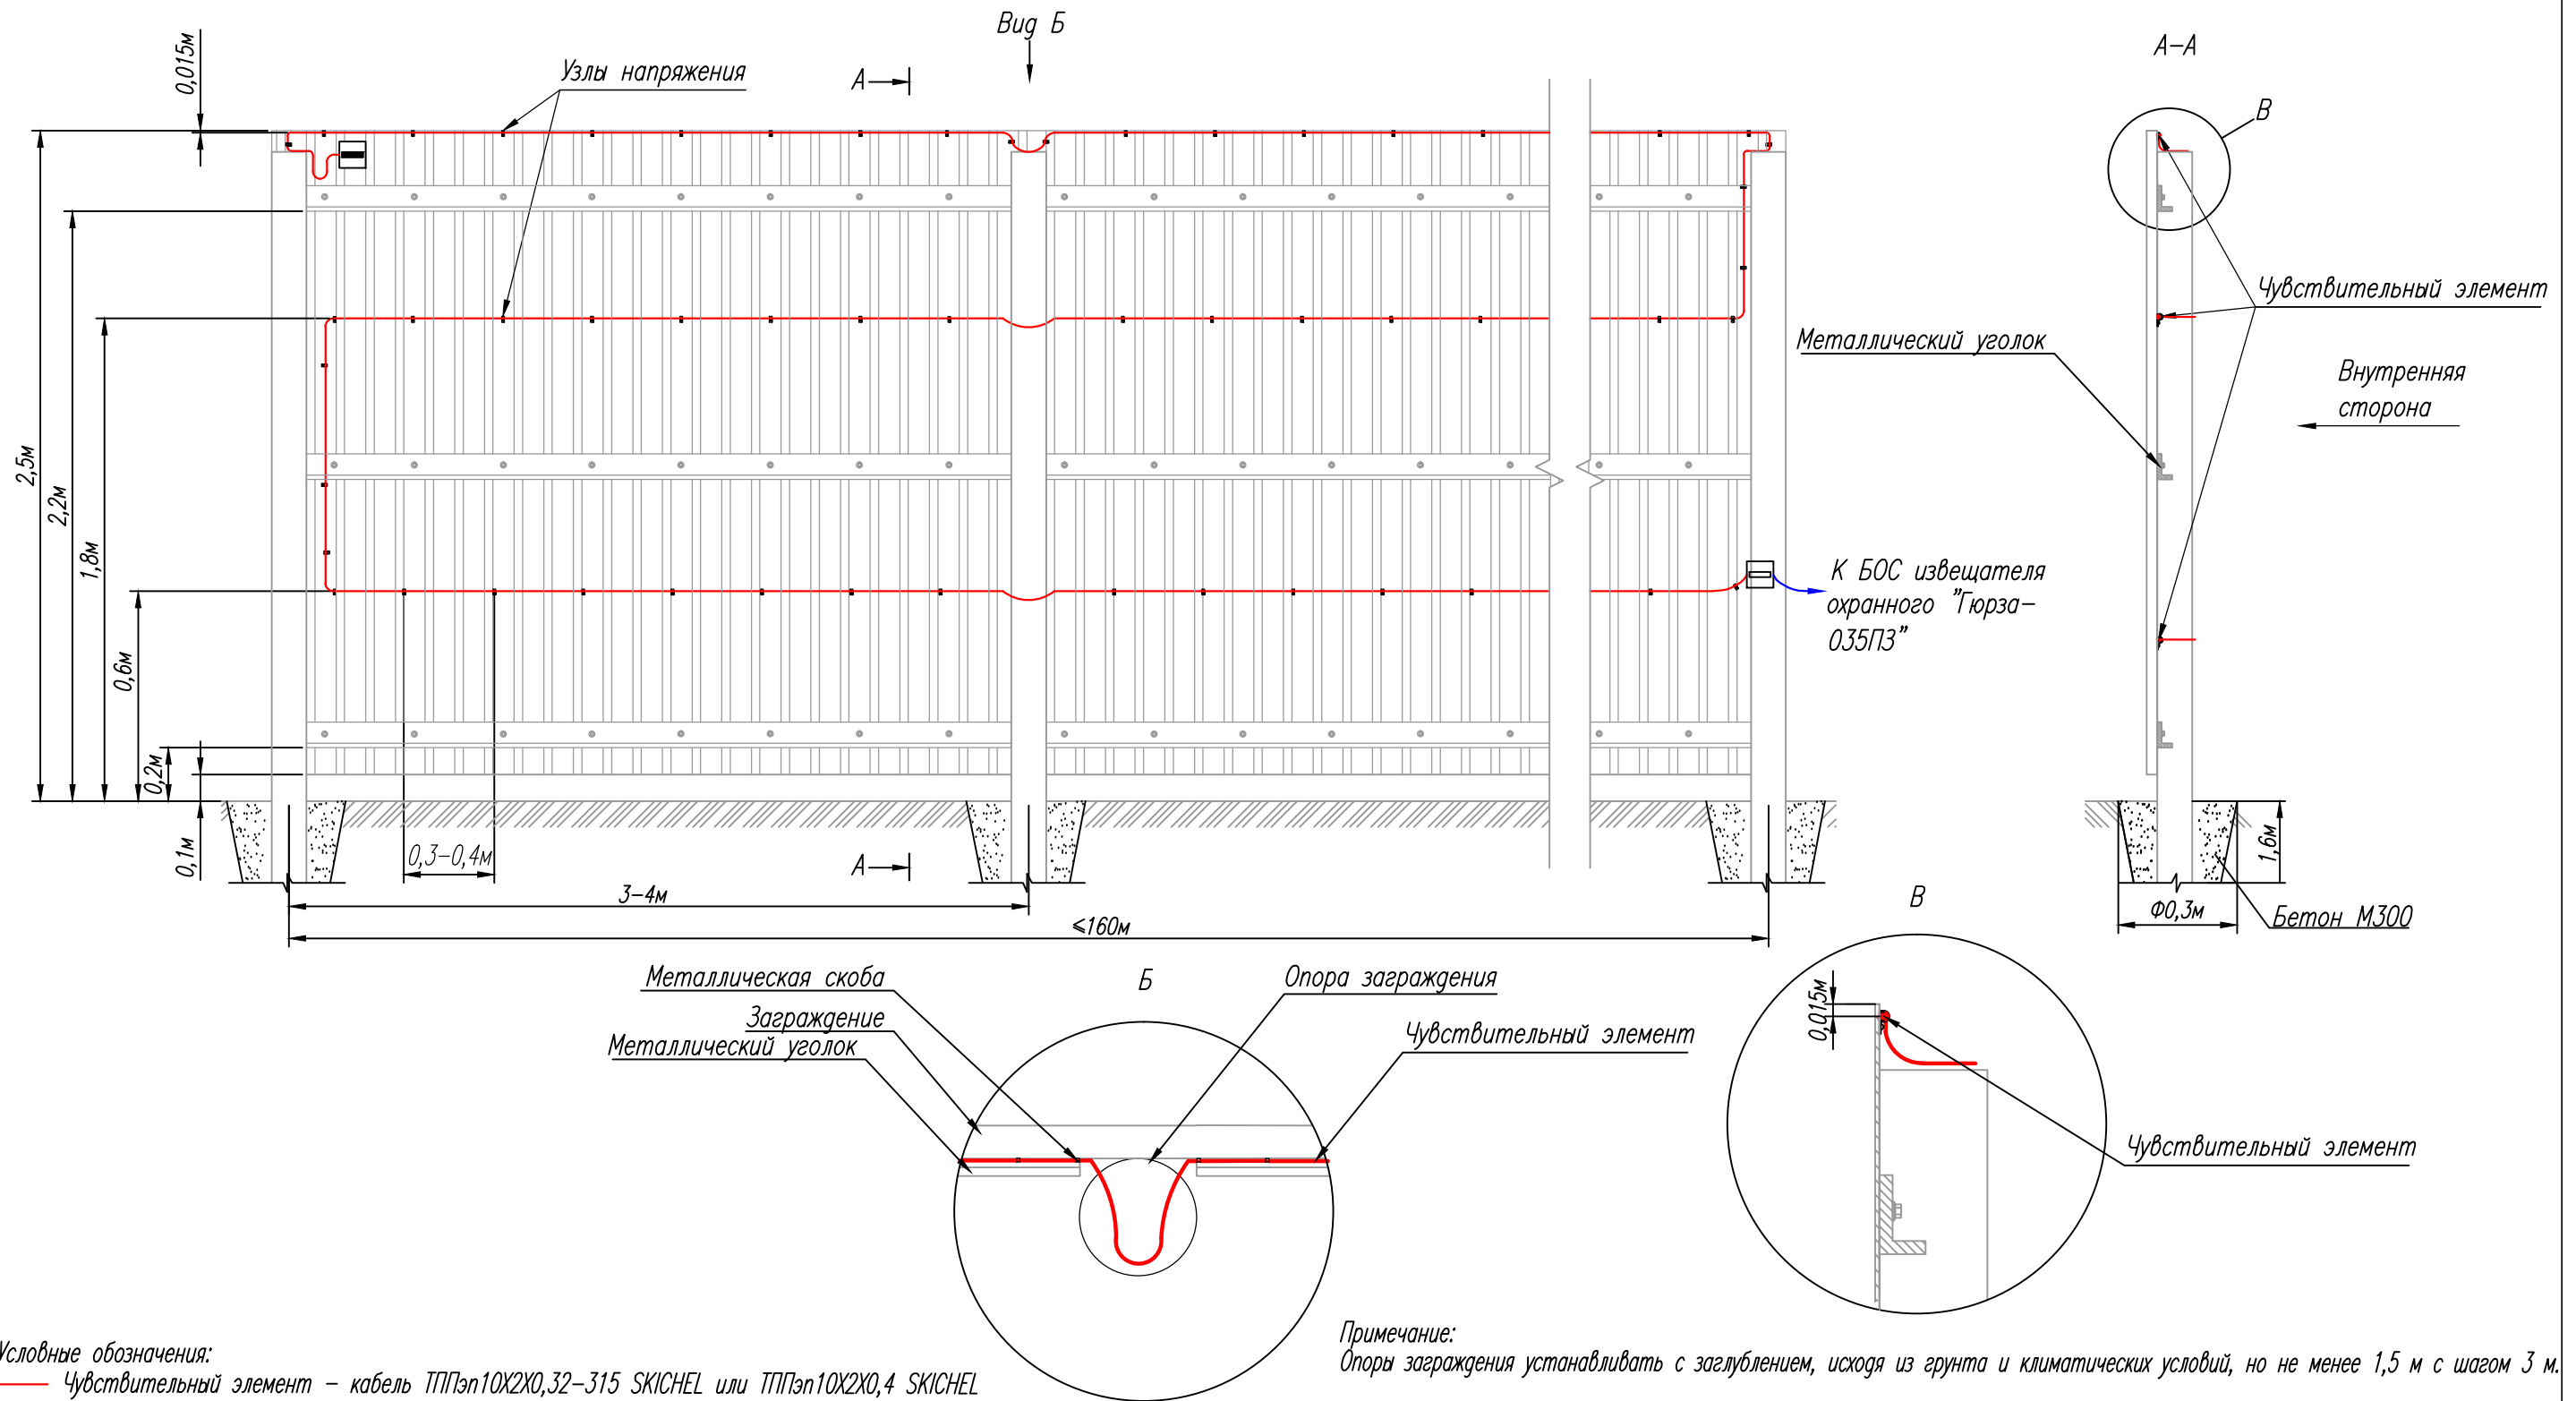 Вид Б
А-А
0,015м
Узлы напряжения
А
В
2,5м
2,2м
1,8м
0,6м
0,2м
0,1м
Чувствительный элемент
Металлический уголок
Внутренняя
сторона
К БОС извещателя
охранного "Гюрза-
035ПЗ"
0,3-0,4м
А
3-4м
≤160м
1,6м
Ф0,3м
Бетон М300
Б
Металлическая скоба
Заграждение
Металлический уголок
Опора заграждения
Чувствительный элемент
В
0,015м
Чувствительный элемент
Условные обозначения:
Чувствительный элемент - кабель ТППэп10Х2Х0,32-315 SKICHEL или ТППэп10Х2Х0,4 SKICHEL
Примечание:
Опоры заграждения устанавливать с заглублением, исходя из грунта и климатических условий, но не менее 1,5 м с шагом 3 м.